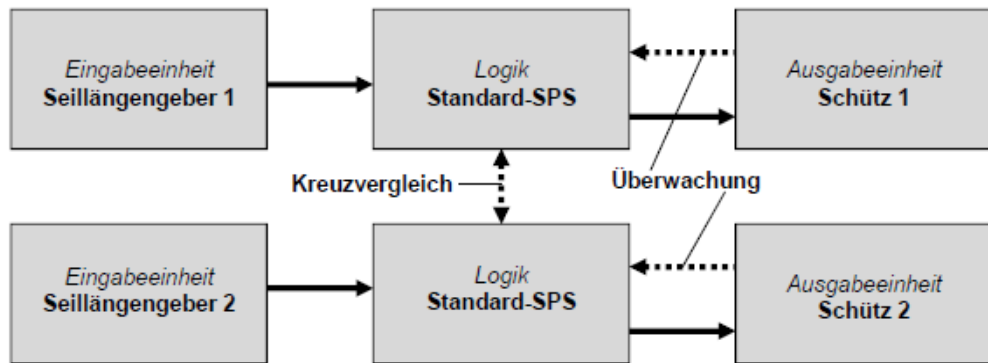 Eingabeeinheit
Seillängengeber 1
Logik
Standard-SPS
Ausgabeeinheit
Schütz 1
Kreuzvergleich
Überwachung
Eingabeeinheit
Seillängengeber 2
Logik
Standard-SPS
Ausgabeeinheit
Schütz 2